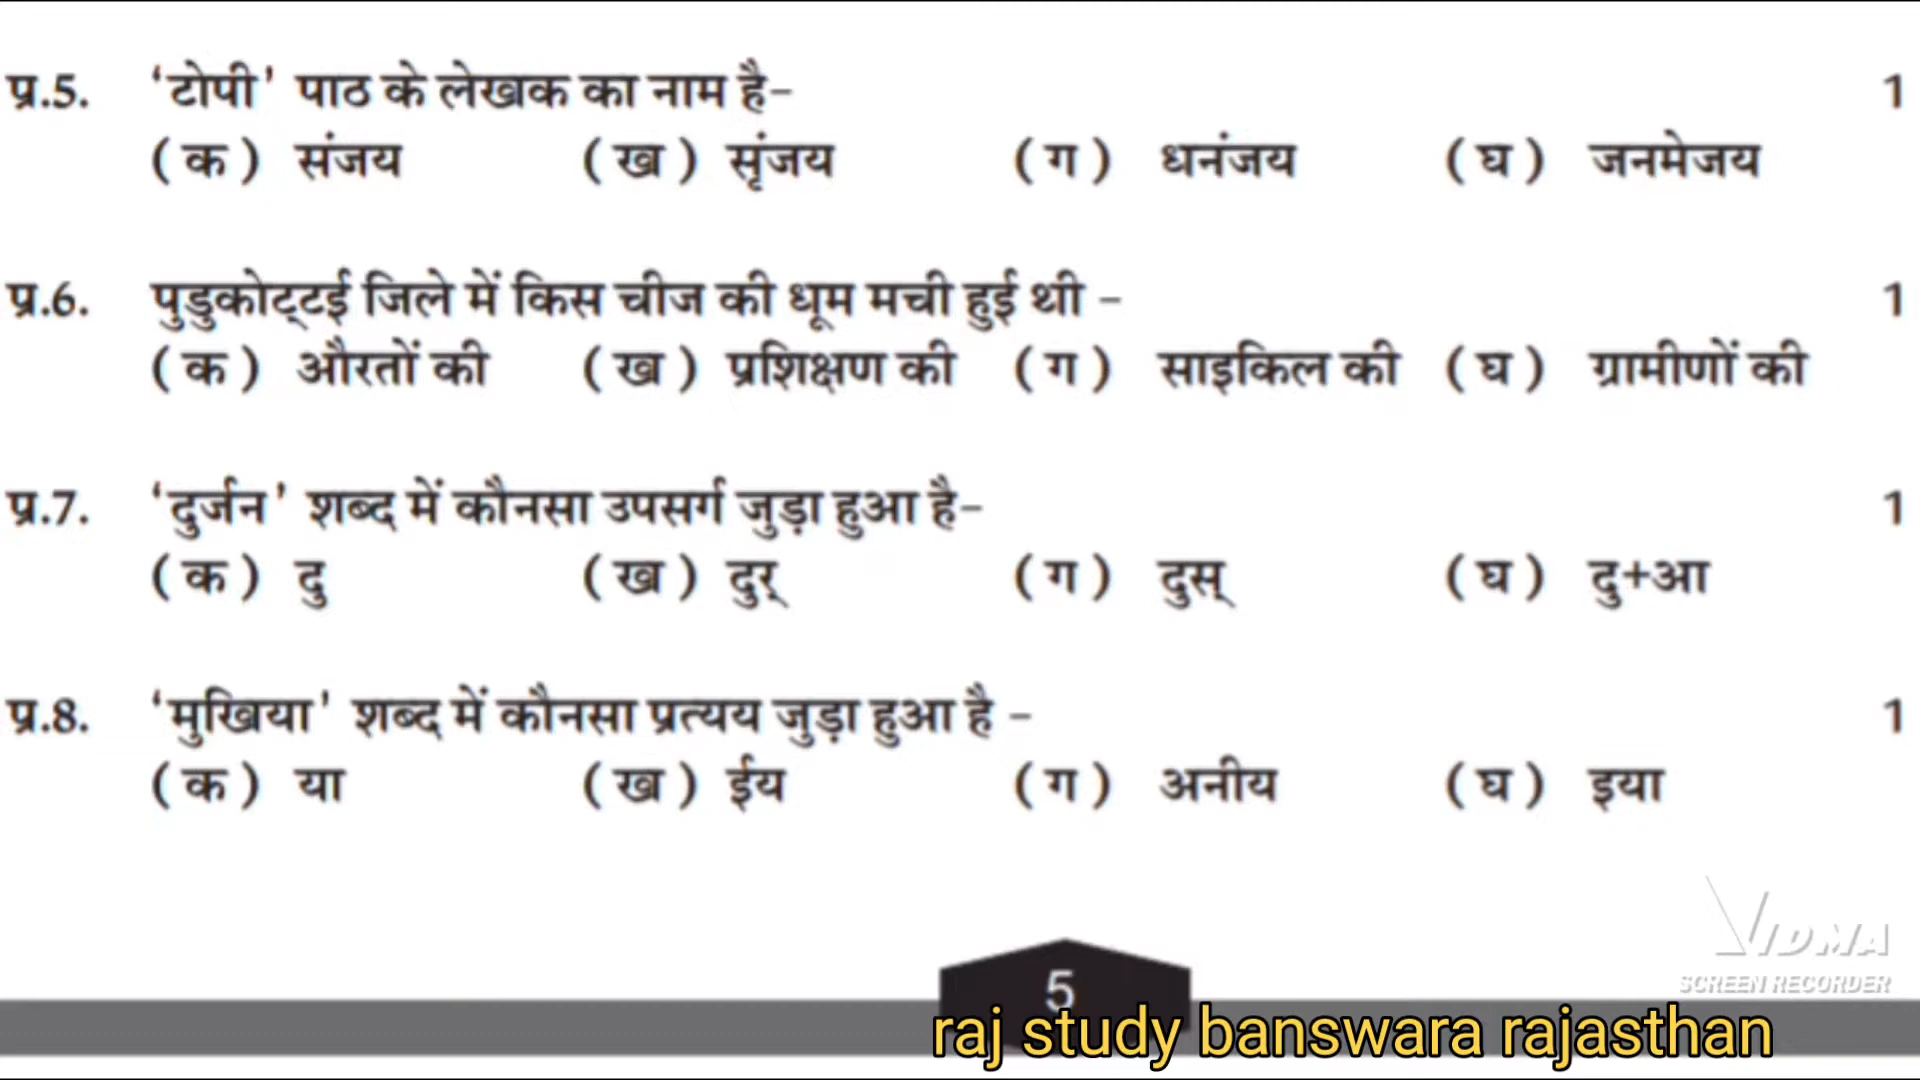 प्र.5. 'टोपी' पाठ के लेखक का नाम है– 1
(क) संजय (ख) सृंजय (ग) धनंजय (घ) जनमेजय
प्र.6. पुडुकोट्टई जिले में किस चीज की धूम मची हुई थी – 1
(क) औरतों की (ख) प्रशिक्षण की (ग) साइकिल की (घ) ग्रामीणों की
प्र.7. 'दुर्जन' शब्द में कौनसा उपसर्ग जुड़ा हुआ है– 1
(क) दु (ख) दुर् (ग) दुस् (घ) दु+आ
प्र.8. 'मुखिया' शब्द में कौनसा प्रत्यय जुड़ा हुआ है – 1
(क) या (ख) ईय (ग) अनीय (घ) इया
VIDMA
SCREEN RECORDER
5
raj study banswara rajasthan